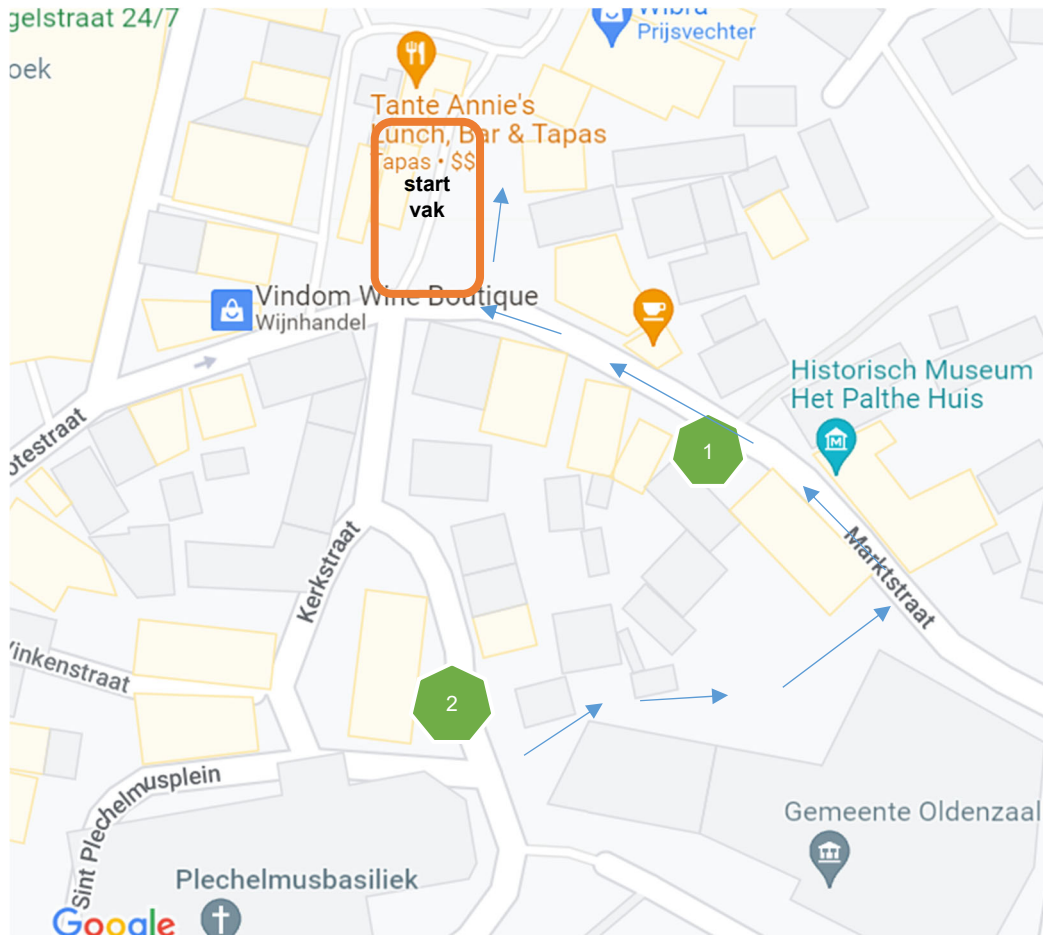 gelstraat 24/7
Wibra
Prijsvechter
oek
Tante Annie's
Lunch, Bar & Tapas
Tapas • $$
start
vak
Vindom Wine Boutique
Wijnhandel
Historisch Museum
Het Palthe Huis
M
otestraat
1
Marktstraat
Kerkstraat
inkenstraat
2
Sint Plechelmusplein
Gemeente Oldenzaal
Plechelmusbasiliek
Google